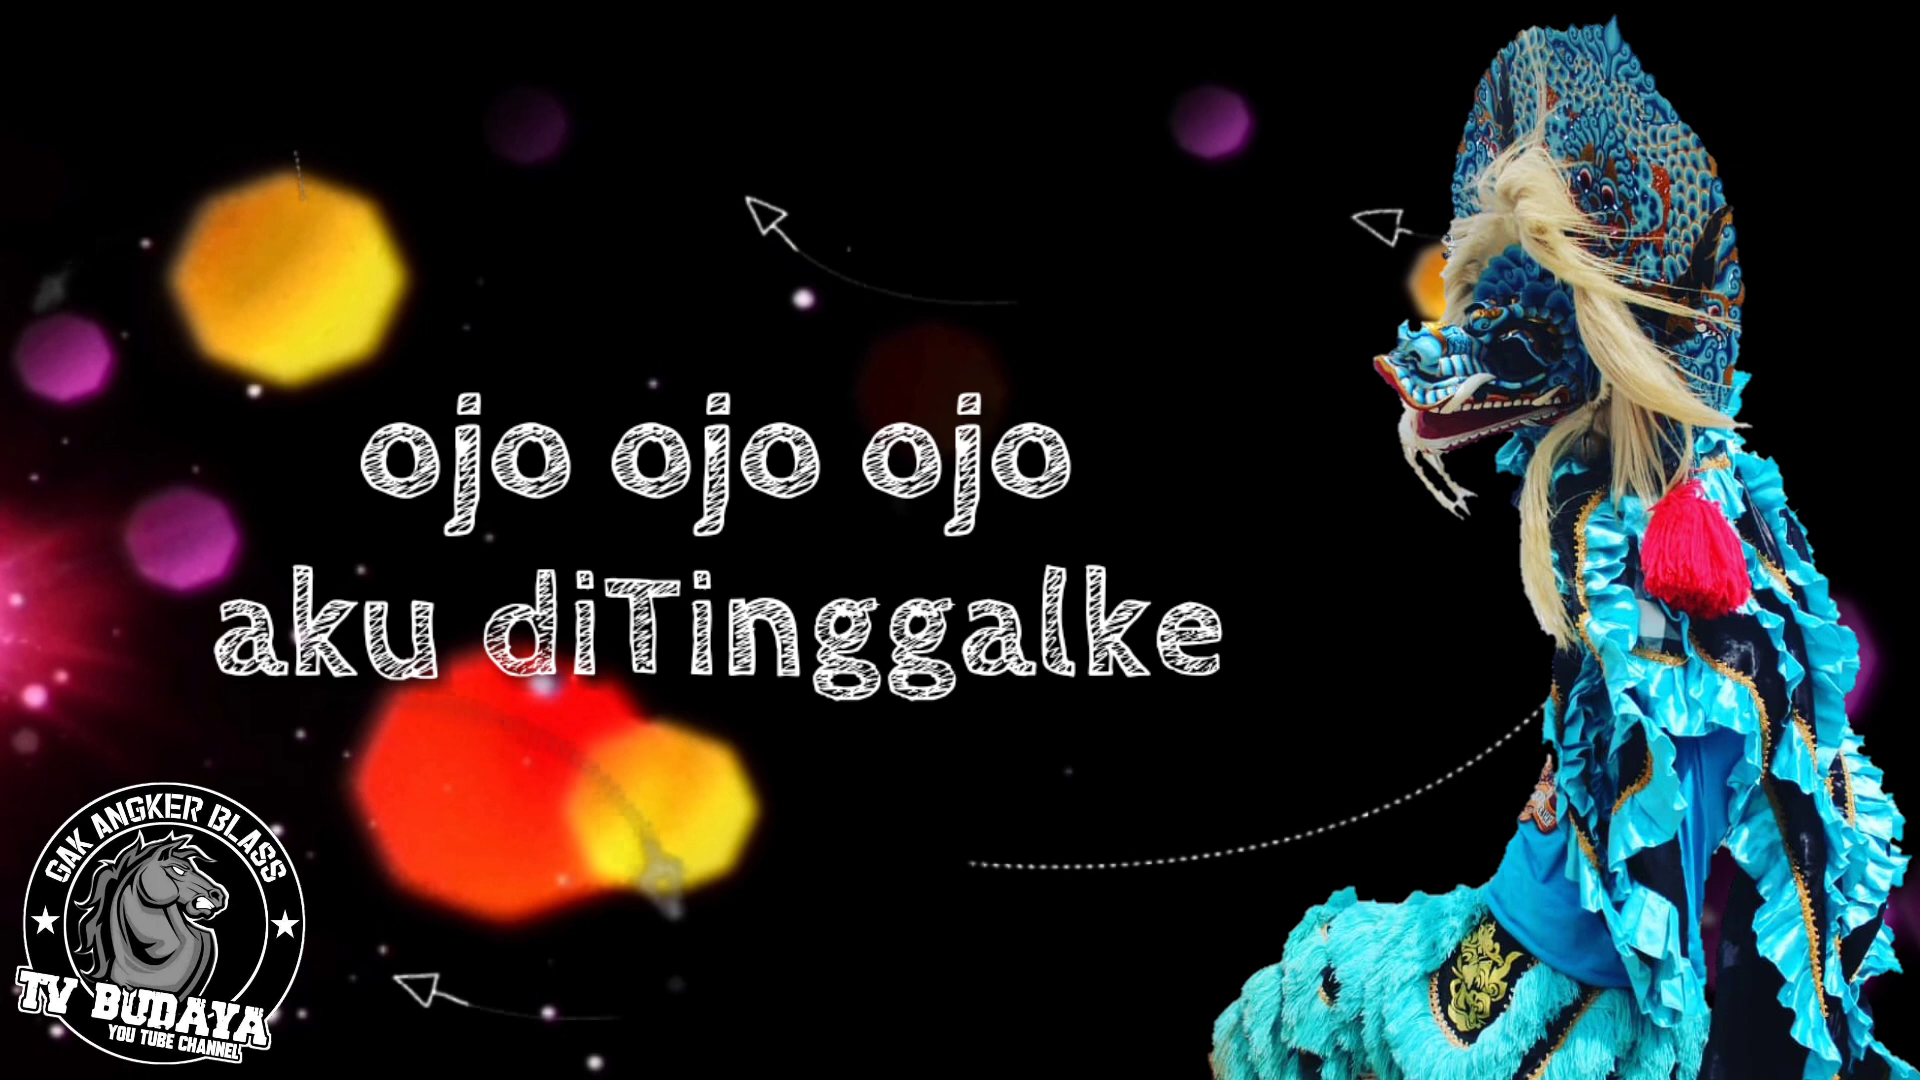 ojo ojo ojo
aku diTinggalke
GAK ANGKER BLASS
TV BUDAYA
YOU TUBE CHANNEL